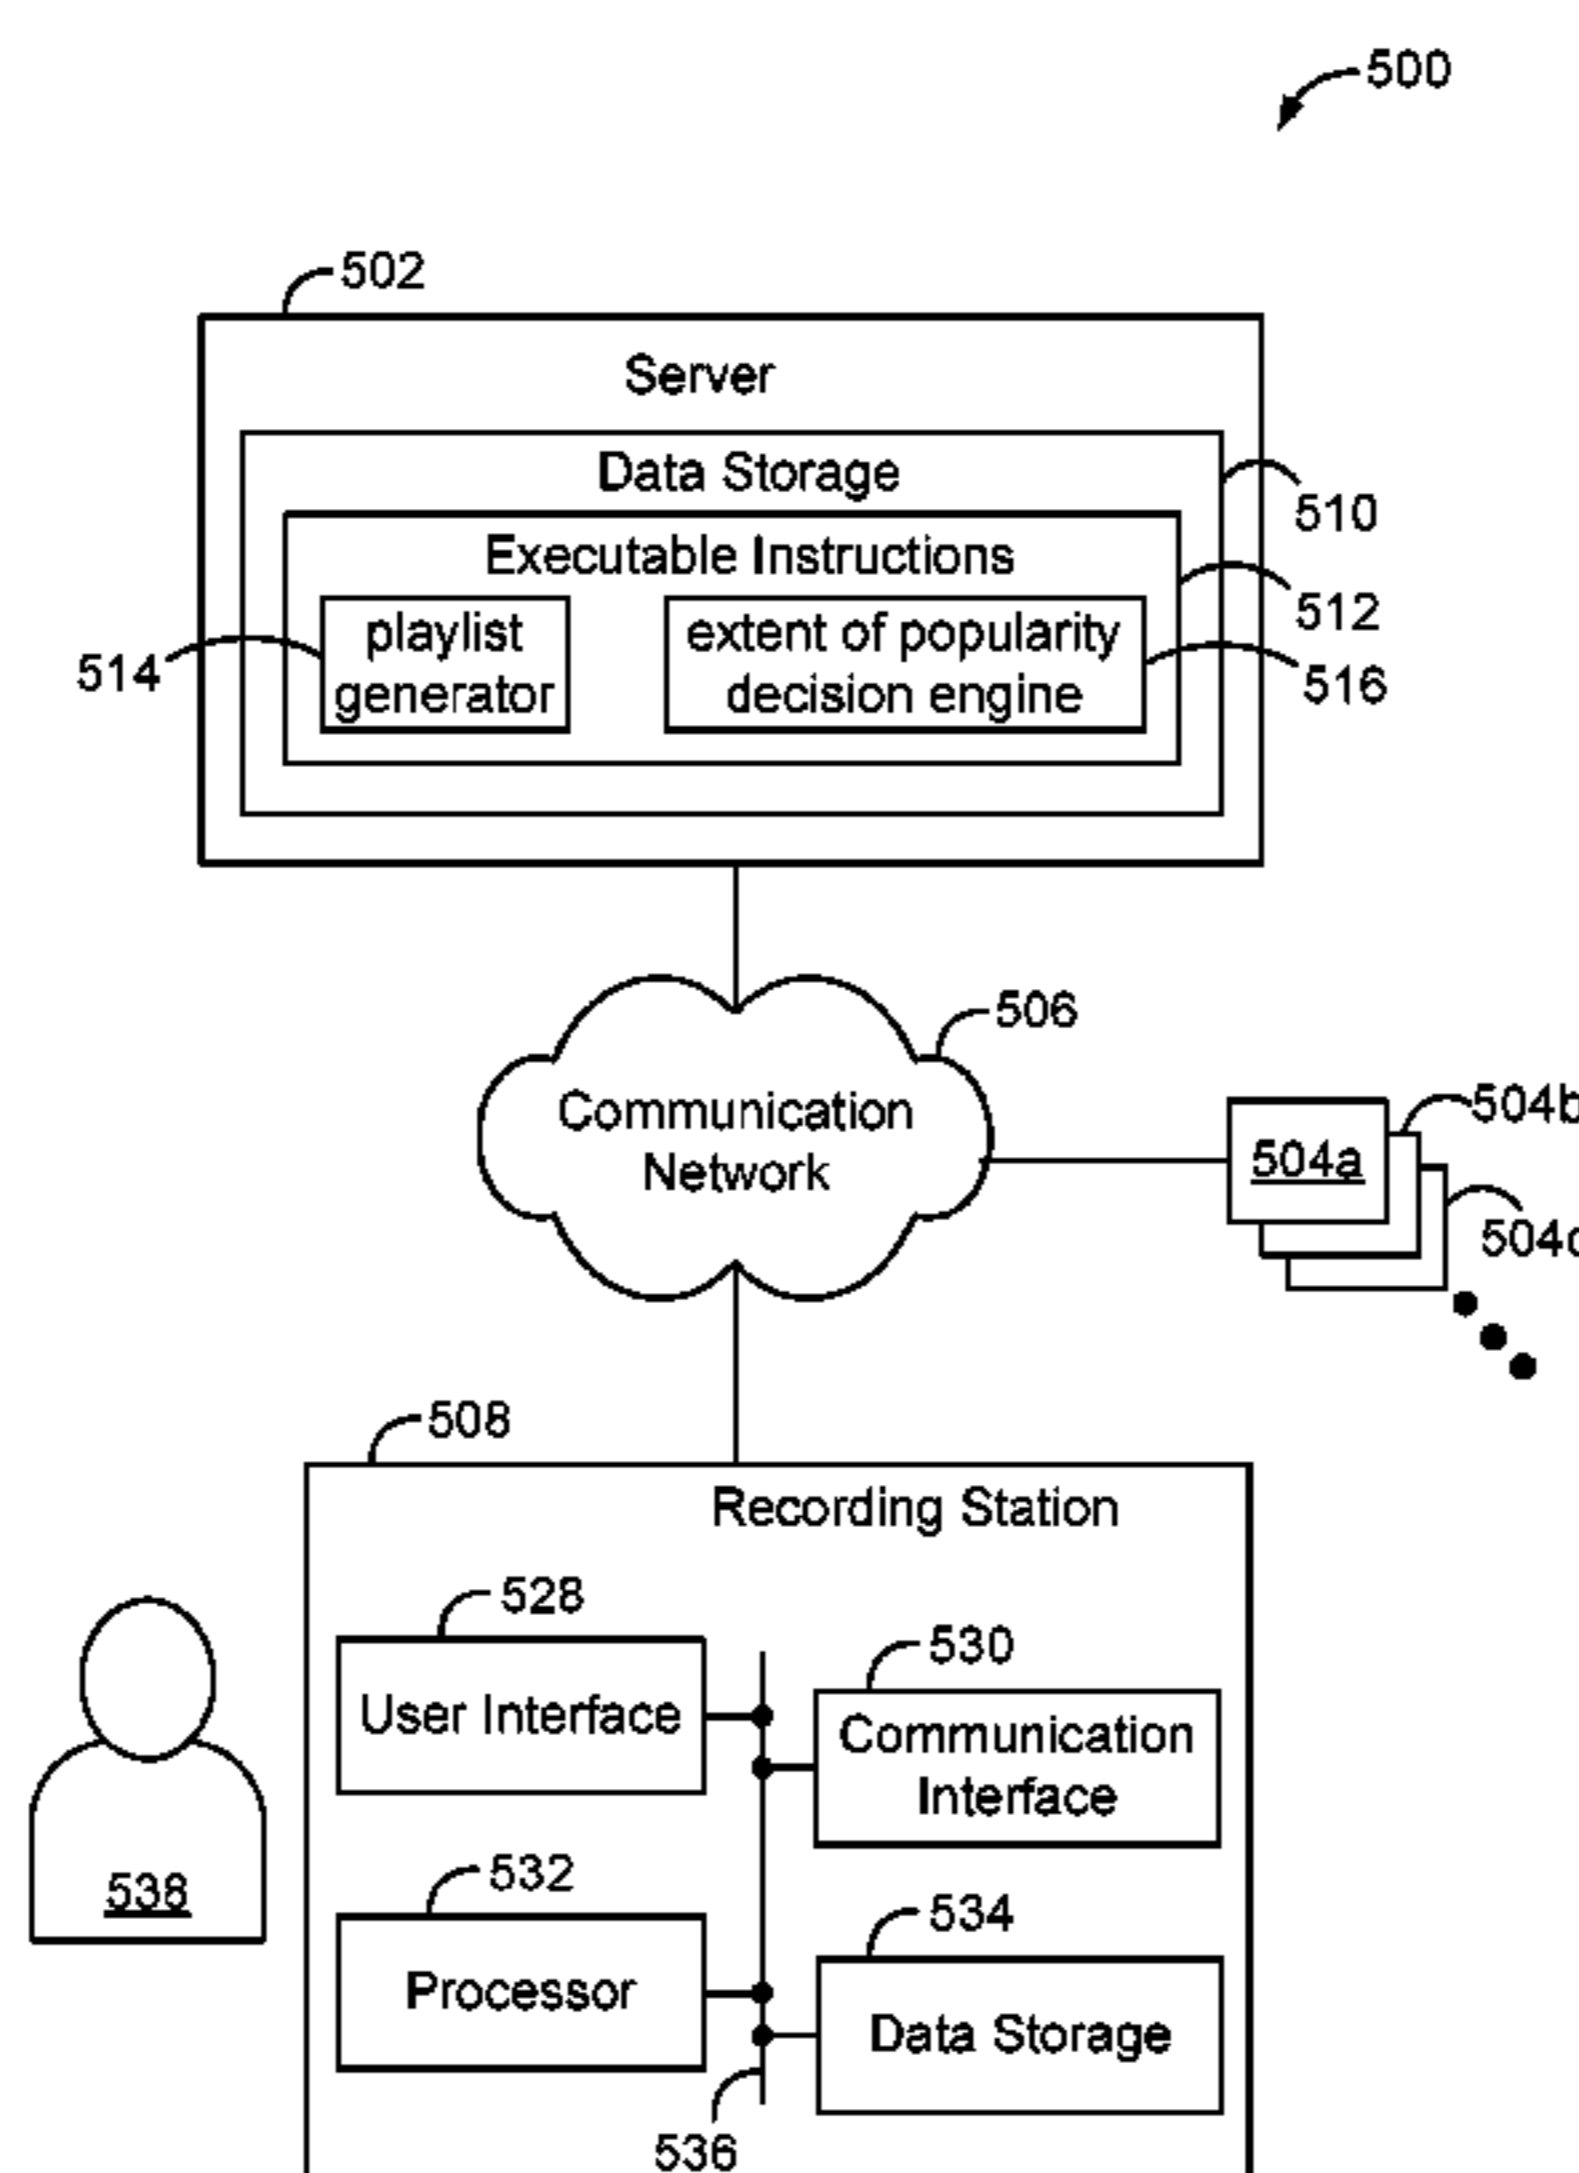 500
502
Server
Data Storage
510
Executable Instructions
512
playlist
generator
extent of popularity
decision engine
514
516
506
Communication
Network
504a
504b
508
Recording Station
528
User Interface
530
Communication
Interface
532
Processor
534
Data Storage
536
538